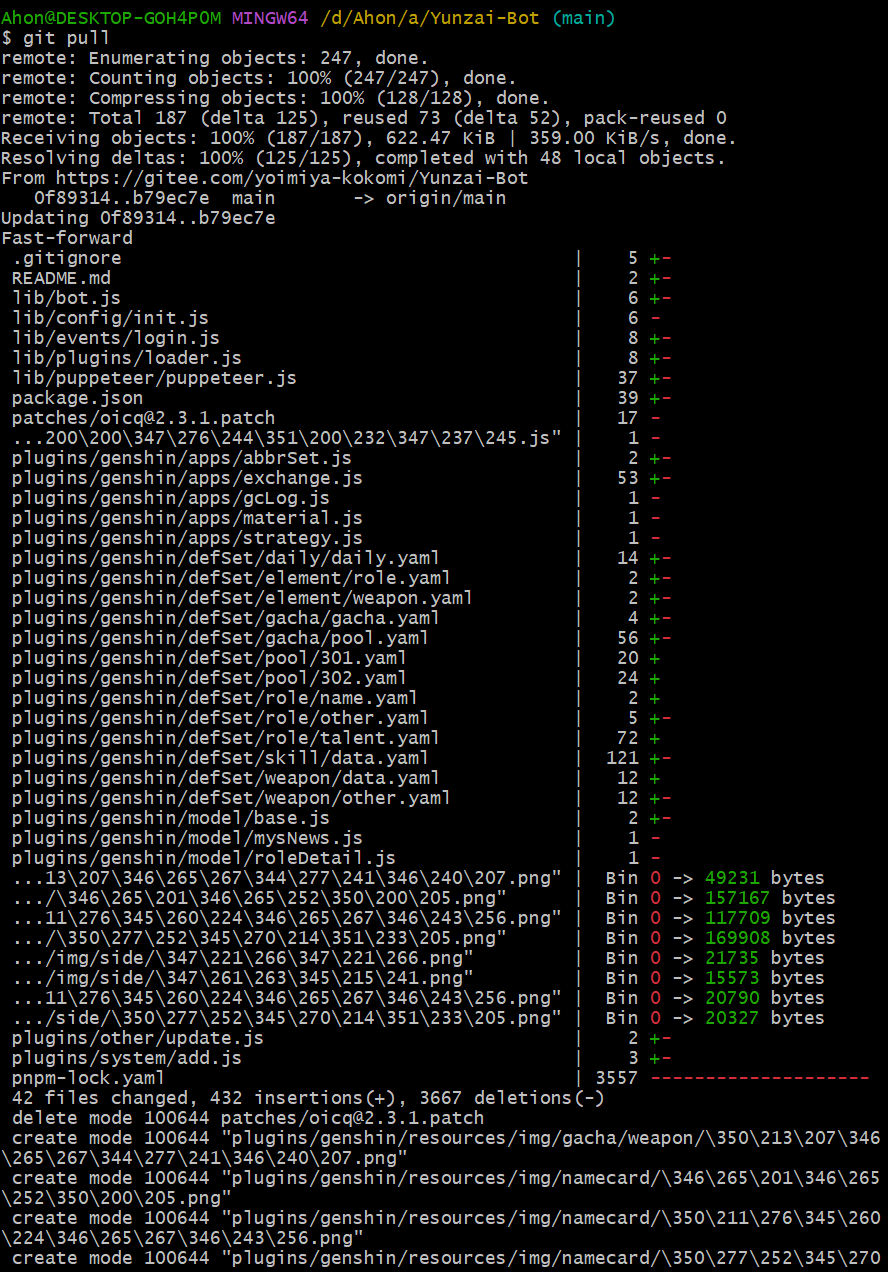 Ahon@DESKTOP-GOH4P0M MINGW64 /d/Ahon/a/Yunzai-Bot (main)
$ git pull
remote: Enumerating objects: 247, done.
remote: Counting objects: 100% (247/247), done.
remote: Compressing objects: 100% (128/128), done.
remote: Total 187 (delta 125), reused 73 (delta 52), pack-reused 0
Receiving objects: 100% (187/187), 622.47 KiB | 359.00 KiB/s, done.
Resolving deltas: 100% (125/125), completed with 48 local objects.
From https://gitee.com/yoimiya-kokomi/Yunzai-Bot
   0f89314..b79ec7e  main       -> origin/main
Updating 0f89314..b79ec7e
Fast-forward
 .gitignore                                         |    5 +-
 README.md                                          |    2 +-
 lib/bot.js                                         |    6 +-
 lib/config/init.js                                 |    6 -
 lib/events/login.js                                |    8 +-
 lib/plugins/loader.js                              |    8 +-
 lib/puppeteer/puppeteer.js                         |   37 +-
 package.json                                       |   39 +-
 patches/oicq@2.3.1.patch                           |   17 -
 ...200\200\347\276\244\351\200\232\347\237\245.js" |    1 -
 plugins/genshin/apps/abbrSet.js                    |    2 +-
 plugins/genshin/apps/exchange.js                   |   53 +-
 plugins/genshin/apps/gcLog.js                      |    1 -
 plugins/genshin/apps/material.js                   |    1 -
 plugins/genshin/apps/strategy.js                   |    1 -
 plugins/genshin/defSet/daily/daily.yaml            |   14 +-
 plugins/genshin/defSet/element/role.yaml           |    2 +-
 plugins/genshin/defSet/element/weapon.yaml         |    2 +-
 plugins/genshin/defSet/gacha/gacha.yaml            |    4 +-
 plugins/genshin/defSet/gacha/pool.yaml             |   56 +-
 plugins/genshin/defSet/pool/301.yaml               |   20 +
 plugins/genshin/defSet/pool/302.yaml               |   24 +
 plugins/genshin/defSet/role/name.yaml              |    2 +
 plugins/genshin/defSet/role/other.yaml             |    5 +-
 plugins/genshin/defSet/role/talent.yaml            |   72 +
 plugins/genshin/defSet/skill/data.yaml             |  121 +-
 plugins/genshin/defSet/weapon/data.yaml            |   12 +
 plugins/genshin/defSet/weapon/other.yaml           |   12 +-
 plugins/genshin/model/base.js                      |    2 +-
 plugins/genshin/model/mysNews.js                   |    1 -
 plugins/genshin/model/roleDetail.js                |    1 -
 ...13\207\346\265\267\344\277\241\346\240\207.png" |  Bin 0 -> 49231 bytes
 .../\346\265\201\346\265\252\350\200\205.png"      |  Bin 0 -> 157167 bytes
 ...11\276\345\260\224\346\265\267\346\243\256.png" |  Bin 0 -> 117709 bytes
 .../\350\277\252\345\270\214\351\233\205.png"      |  Bin 0 -> 169908 bytes
 .../img/side/\347\221\266\347\221\266.png"         |  Bin 0 -> 21735 bytes
 .../img/side/\347\261\263\345\215\241.png"         |  Bin 0 -> 15573 bytes
 ...11\276\345\260\224\346\265\267\346\243\256.png" |  Bin 0 -> 20790 bytes
 .../side/\350\277\252\345\270\214\351\233\205.png" |  Bin 0 -> 20327 bytes
 plugins/other/update.js                            |    2 +-
 plugins/system/add.js                              |    3 +-
 pnpm-lock.yaml                                     | 3557 --------------------
 42 files changed, 432 insertions(+), 3667 deletions(-)
 delete mode 100644 patches/oicq@2.3.1.patch
 create mode 100644 "plugins/genshin/resources/img/gacha/weapon/\350\213\207\346
\265\267\344\277\241\346\240\207.png"
 create mode 100644 "plugins/genshin/resources/img/namecard/\346\265\201\346\265
\252\350\200\205.png"
 create mode 100644 "plugins/genshin/resources/img/namecard/\350\211\276\345\260
\224\346\265\267\346\243\256.png"
 create mode 100644 "plugins/genshin/resources/img/namecard/\350\277\252\345\270